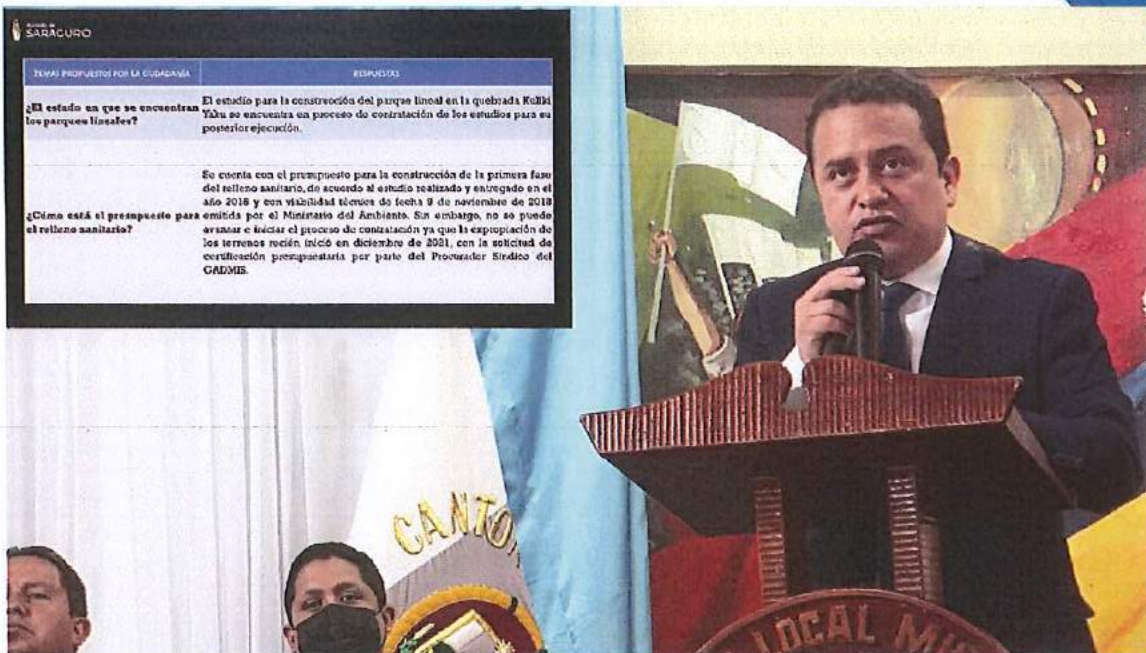 SARAGURO
TEMAS PROPUESTOS POR LA CIUDADANÍA RESPUESTAS
¿El estado en que se encuentran los parques lineales?
El estudio para la construcción del parque lineal en la quebrada Kullki
Yaku se encuentra en proceso de contratación de los estudios para su
posterior ejecución.
¿Cómo está el presupuesto para el relleno sanitario?
Se cuenta con el presupuesto para la construcción de la primera fase
del relleno sanitario, de acuerdo al estudio realizado y entregado en el
año 2018 y con viabilidad técnica de fecha 9 de noviembre de 2018
emitida por el Ministerio del Ambiente. Sin embargo, no se puede
avanzar e iniciar el proceso de contratación ya que la expropiación de
los terrenos recién inició en diciembre de 2021, con la solicitud de
certificación presupuestaria por parte del Procurador Síndico del
GADMIS.
CANTO
LOCAL MU